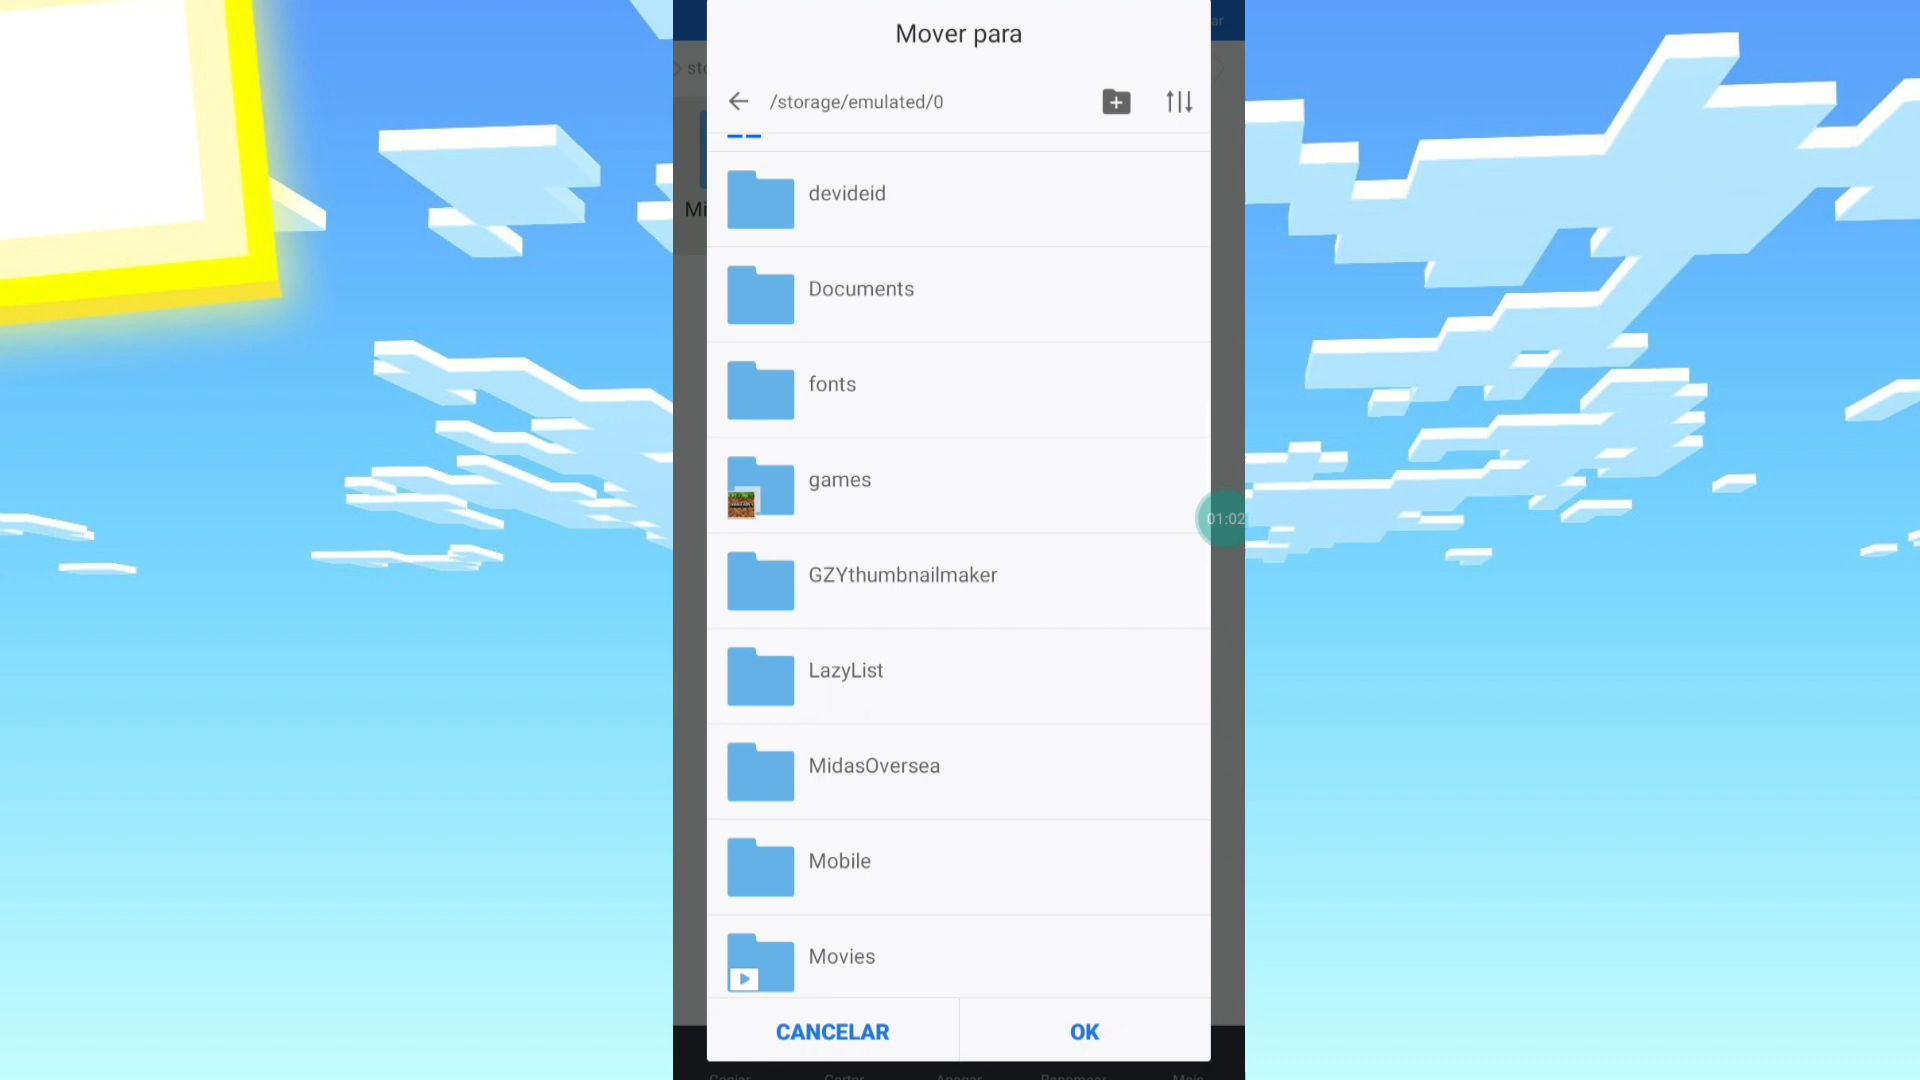 Mover para
/storage/emulated/0
devideid
Documents
fonts
games
GZYthumbnailmaker
LazyList
MidasOversea
Mobile
Movies
01:02
CANCELAR
OK